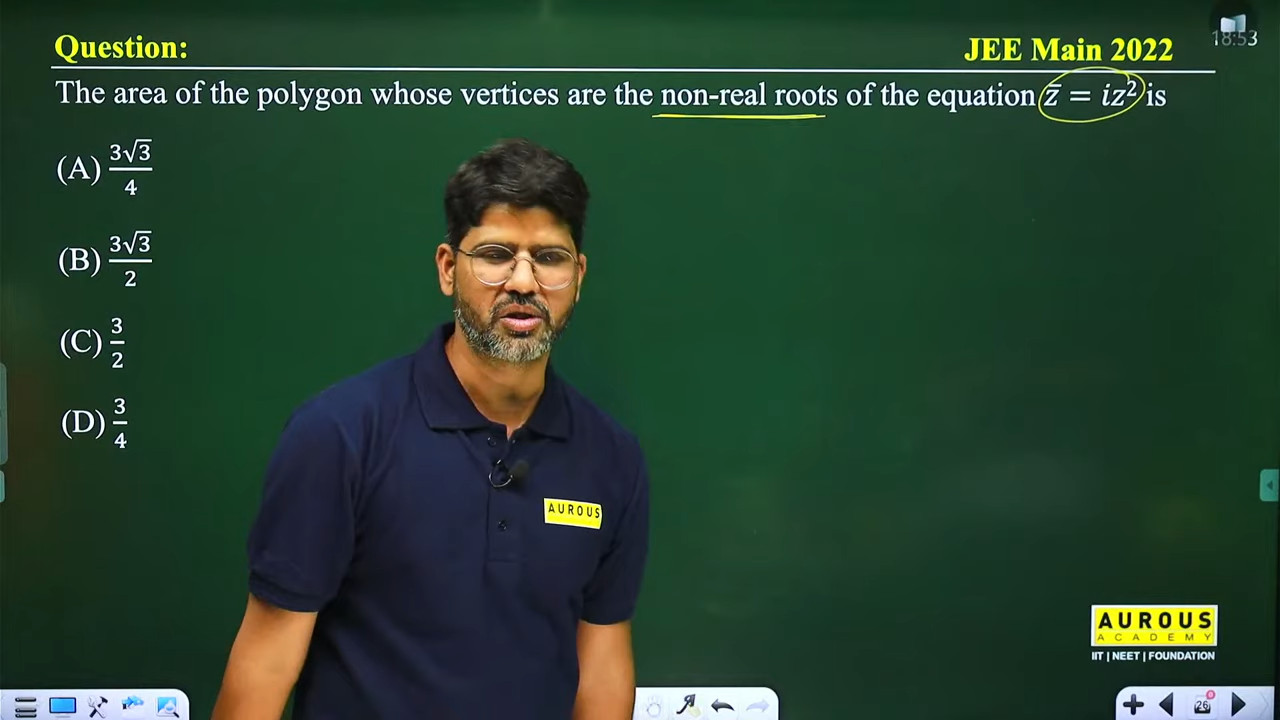 18:53
Question:
JEE Main 2022
The area of the polygon whose vertices are the non-real roots of the equation z̄ = iz² is
(A) 3√3/4
(B) 3√3/2
(C) 3/2
(D) 3/4
AUROUS
AUROUS
ACADEMY
IIT | NEET | FOUNDATION
26